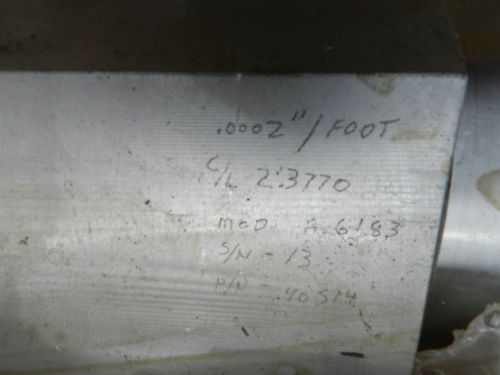 .0002"/FOOT
C/L 2.3770
MOD A-6183
S/N - 13
P/N - 40514